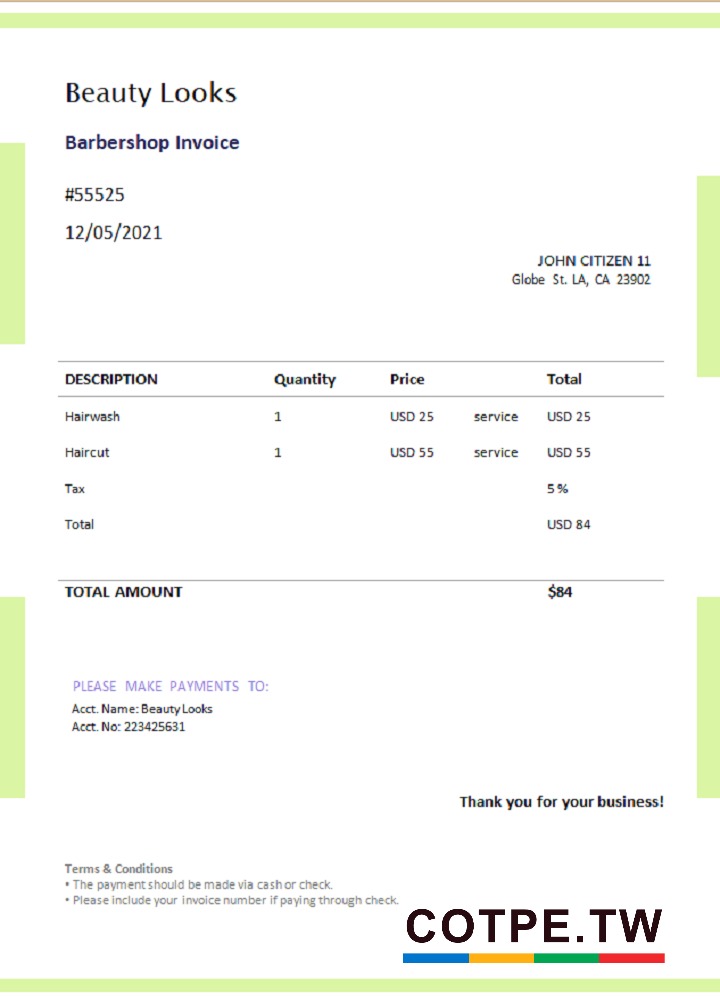 Beauty Looks
Barbershop Invoice
#55525
12/05/2021
JOHN CITIZEN 11
Globe St. LA, CA 23902
DESCRIPTION Quantity Price Total
Hairwash 1 USD 25 service USD 25
Haircut 1 USD 55 service USD 55
Tax 5%
Total USD 84
TOTAL AMOUNT $84
PLEASE MAKE PAYMENTS TO:
Acct. Name: Beauty Looks
Acct. No: 223425631
Thank you for your business!
Terms & Conditions
• The payment should be made via cash or check.
• Please include your invoice number if paying through check.
COTPE.TW